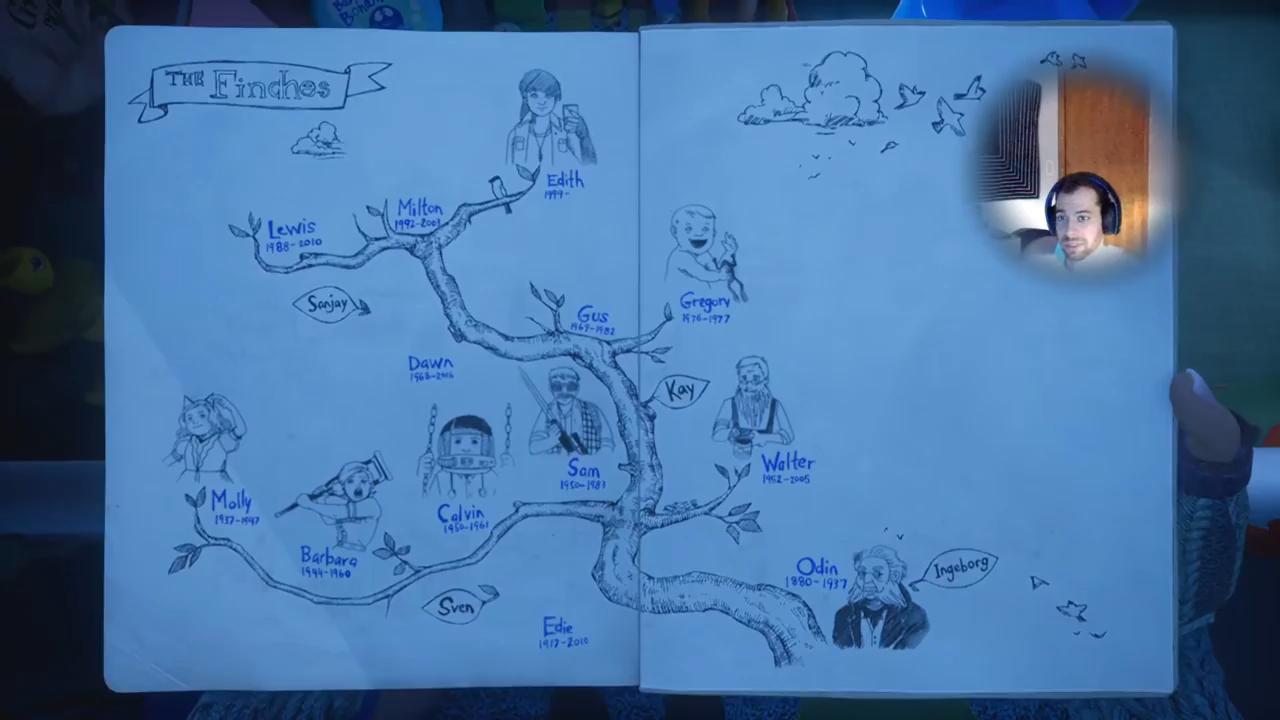 THE Finches
Edith
1999-
Milton
1992-2003
Lewis
1988-2010
Sanjay
Gregory
1976-1977
Gus
1969-1982
Dawn
1968-2016
Kay
Walter
1952-2005
Sam
1950-1983
Calvin
1950-1961
Molly
1937-1947
Barbara
1944-1960
Odin
1880-1937
Ingeborg
Sven
Edie
1917-2010